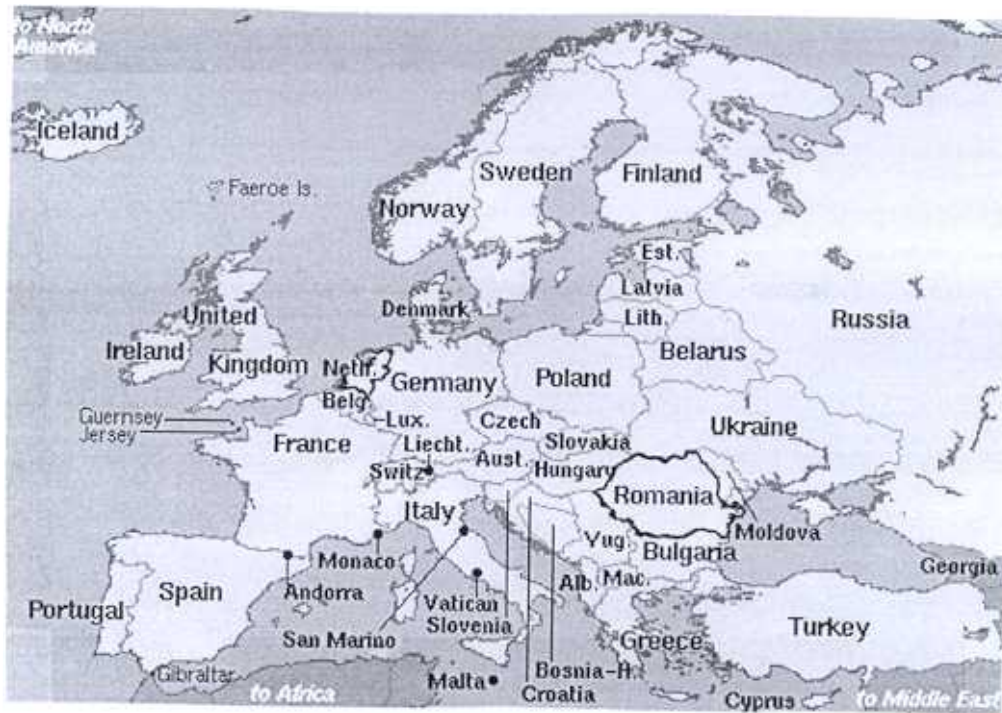 to North
America
Iceland
Faeroe Is.
Sweden
Finland
Norway
Est.
Latvia
Denmark
Lith.
Russia
United
Kingdom
Ireland
Belarus
Neth.
Germany
Poland
Belg
Guernsey
Jersey
Lux.
Czech
Ukraine
France
Liecht.
Slovakia
Switz
Aust.
Hungary
Romania
Italy
Moldova
Yug.
Bulgaria
Monaco
Georgia
Andorra
Alb.
Mac.
Spain
Portugal
Vatican
Slovenia
San Marino
Greece
Turkey
Gibraltar
Bosnia-H.
Malta
Croatia
to Africa
Cyprus
to Middle East